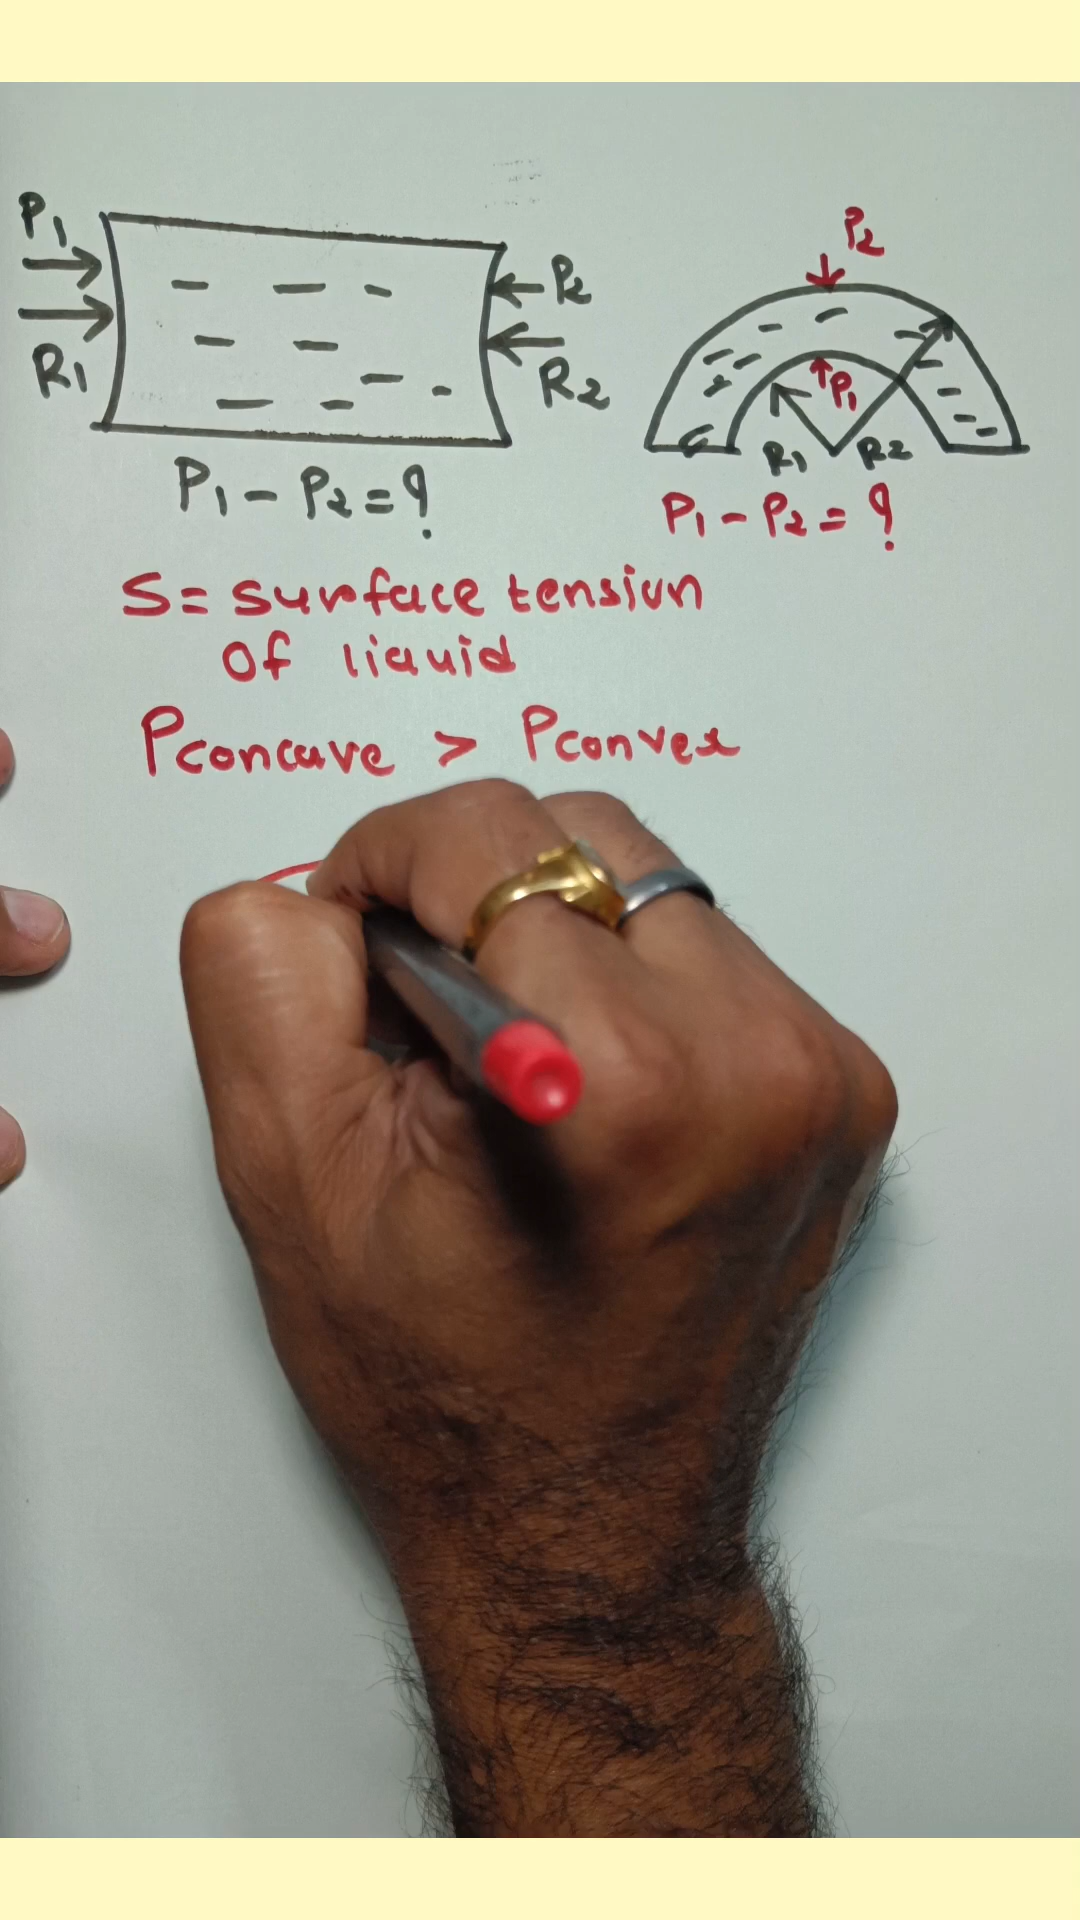 P1
P2
R1
R2
P1 - P2 = ?
P2
P1
R1
R2
P1 - P2 = ?
S = surface tension
of liquid
Pconcave > Pconvex